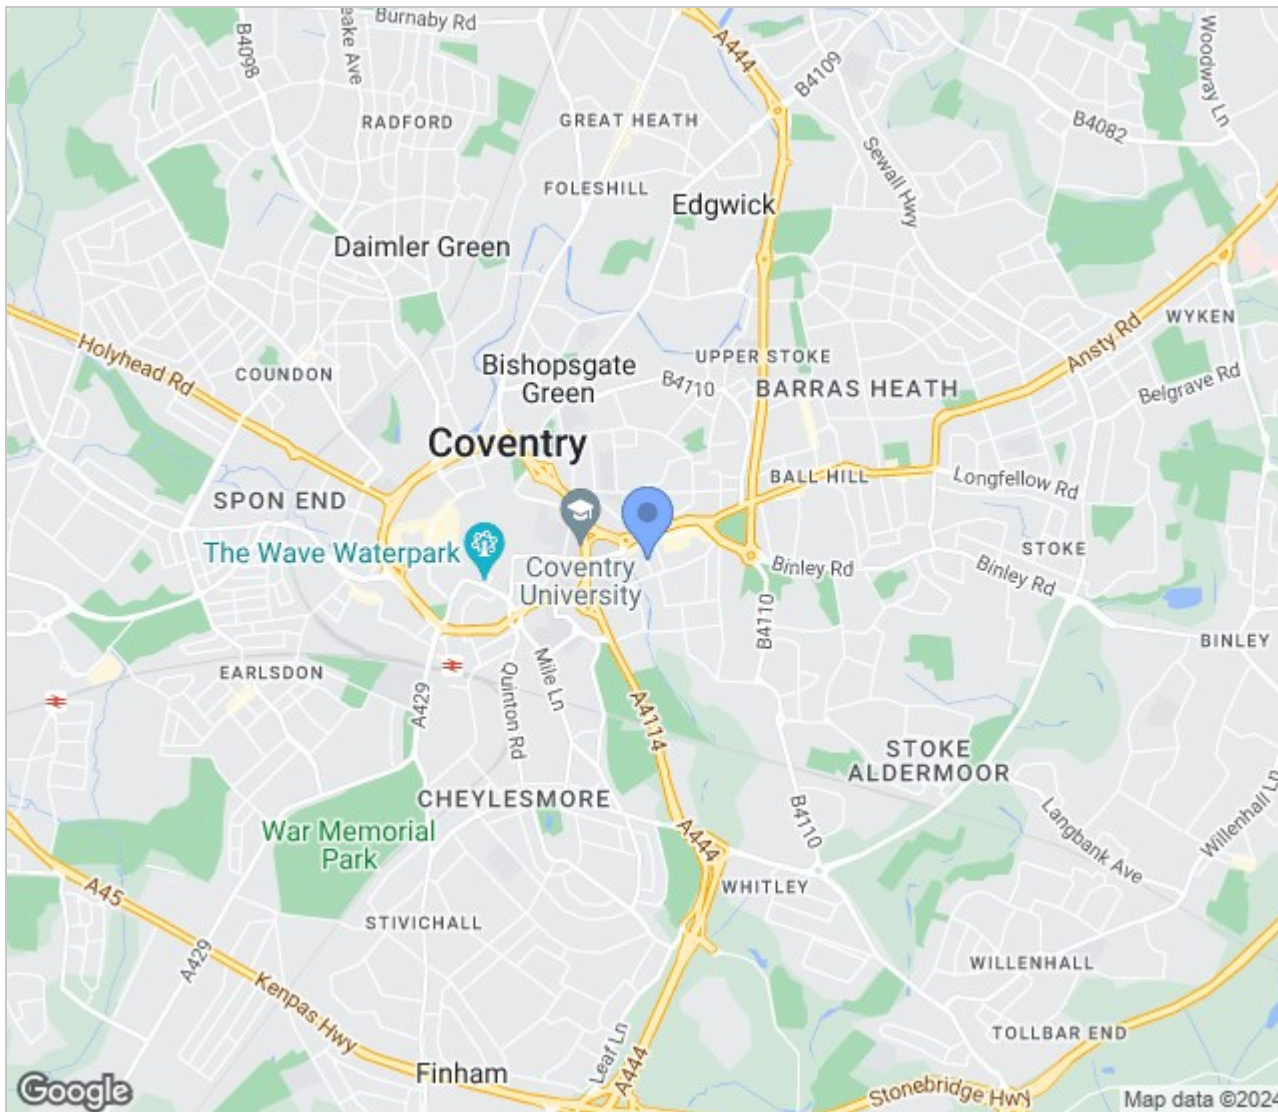 Burnaby Rd
eake Ave
B4098
A444
B4109
Woodway Ln
RADFORD
GREAT HEATH
B4082
Sewall Hwy
FOLESHILL
Edgwick
Daimler Green
WYKEN
Holyhead Rd
Ansty Rd
UPPER STOKE
Bishopsgate
Green
COUNDON
B4710
BARRAS HEATH
Belgrave Rd
Coventry
BALL HILL
Longfellow Rd
SPON END
The Wave Waterpark
STOKE
Coventry
University
Binley Rd
Binley Rd
B4110
BINLEY
EARLSDON
Mile Ln
Quinton Rd
A429
A4114
STOKE
ALDERMOOR
CHEYLESMORE
War Memorial
Park
B4110
Langbank Ave
Willenhall Ln
A444
A45
WHITLEY
STIVICHALL
A429
WILLENHALL
Kenpas Hwy
TOLLBAR END
Leaf Ln
Finham
A444
Stonebridge Hwy
Google
Map data ©2024